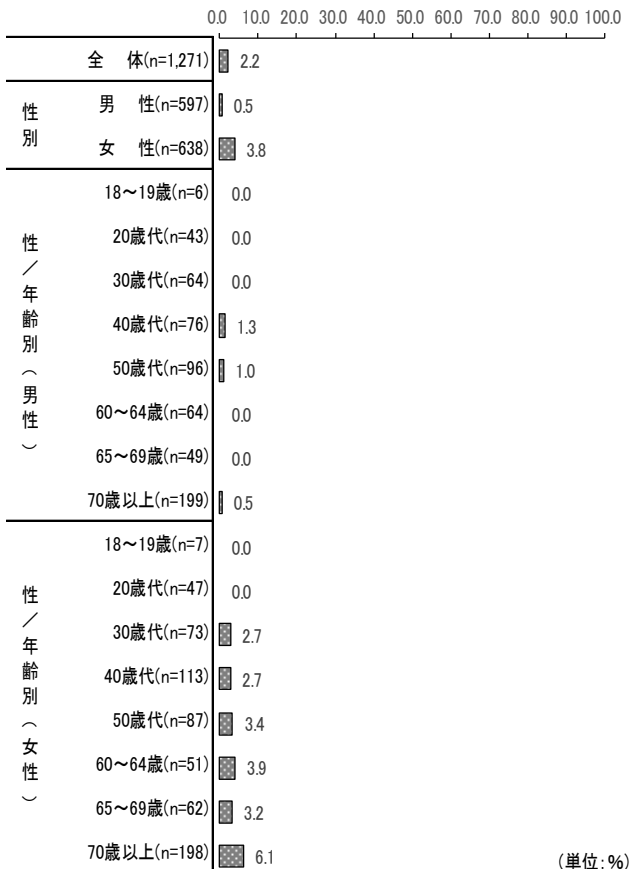 0.0 10.0 20.0 30.0 40.0 50.0 60.0 70.0 80.0 90.0 100.0
全　体(n=1,271) 2.2
性別
男　性(n=597) 0.5
女　性(n=638) 3.8
性／年齢別（男性）
18～19歳(n=6) 0.0
20歳代(n=43) 0.0
30歳代(n=64) 0.0
40歳代(n=76) 1.3
50歳代(n=96) 1.0
60～64歳(n=64) 0.0
65～69歳(n=49) 0.0
70歳以上(n=199) 0.5
性／年齢別（女性）
18～19歳(n=7) 0.0
20歳代(n=47) 0.0
30歳代(n=73) 2.7
40歳代(n=113) 2.7
50歳代(n=87) 3.4
60～64歳(n=51) 3.9
65～69歳(n=62) 3.2
70歳以上(n=198) 6.1
(単位:%)